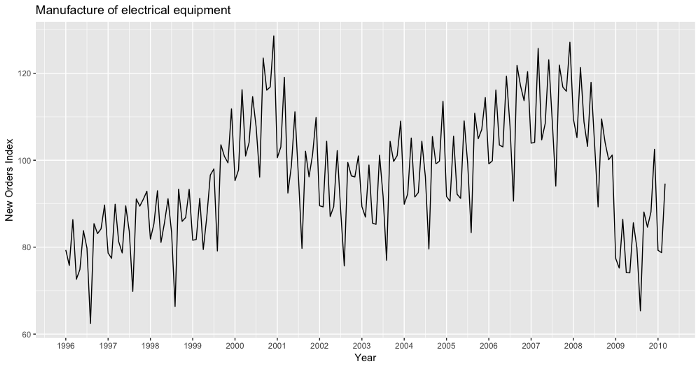 Manufacture of electrical equipment
New Orders Index
120
100
80
60
1996 1997 1998 1999 2000 2001 2002 2003 2004 2005 2006 2007 2008 2009 2010
Year